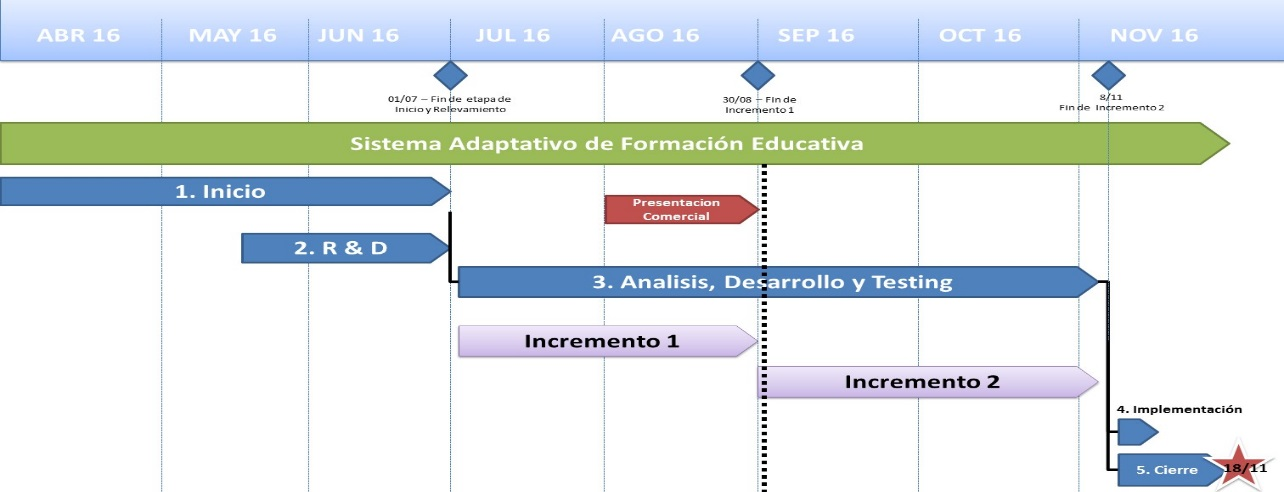 ABR 16 MAY 16 JUN 16 JUL 16 AGO 16 SEP 16 OCT 16 NOV 16
01/07 – Fin de etapa de
Inicio y Relevamiento
30/08 – Fin de
Incremento 1
8/11
Fin de Incremento 2
Sistema Adaptativo de Formación Educativa
1. Inicio
Presentacion
Comercial
2. R & D
3. Analisis, Desarrollo y Testing
Incremento 1
Incremento 2
4. Implementación
5. Cierre
18/11